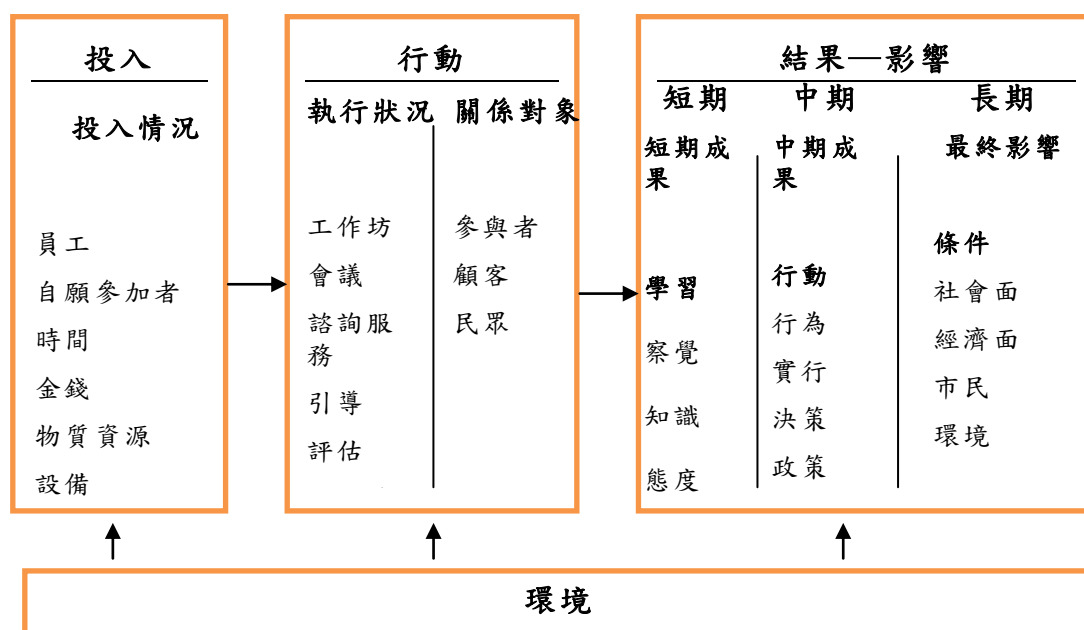 投入
投入情況
員工
自願參加者
時間
金錢
物質資源
設備
行動
執行狀況
工作坊
會議
諮詢服
務
引導
評估
關係對象
參與者
顧客
民眾
結果—影響
短期
短期成
果
學習
察覺
知識
態度
中期
中期成
果
行動
行為
實行
決策
政策
長期
最終影響
條件
社會面
經濟面
市民
環境
環境